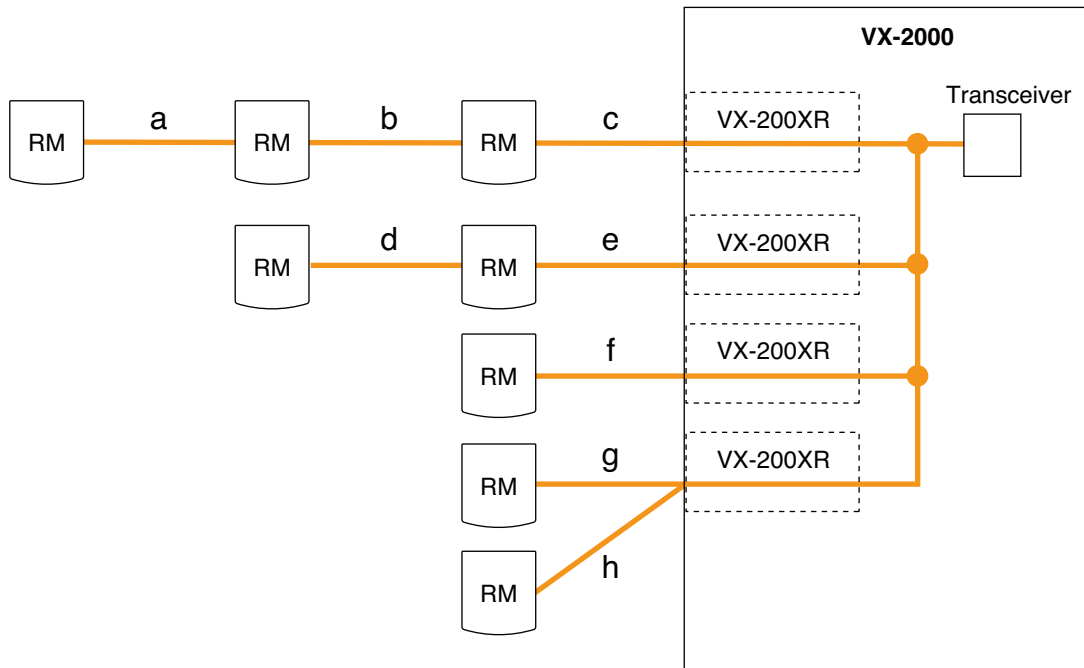 VX-2000
Transceiver
a b c VX-200XR
RM RM RM
d e VX-200XR
RM RM
f VX-200XR
RM
g VX-200XR
RM
h
RM